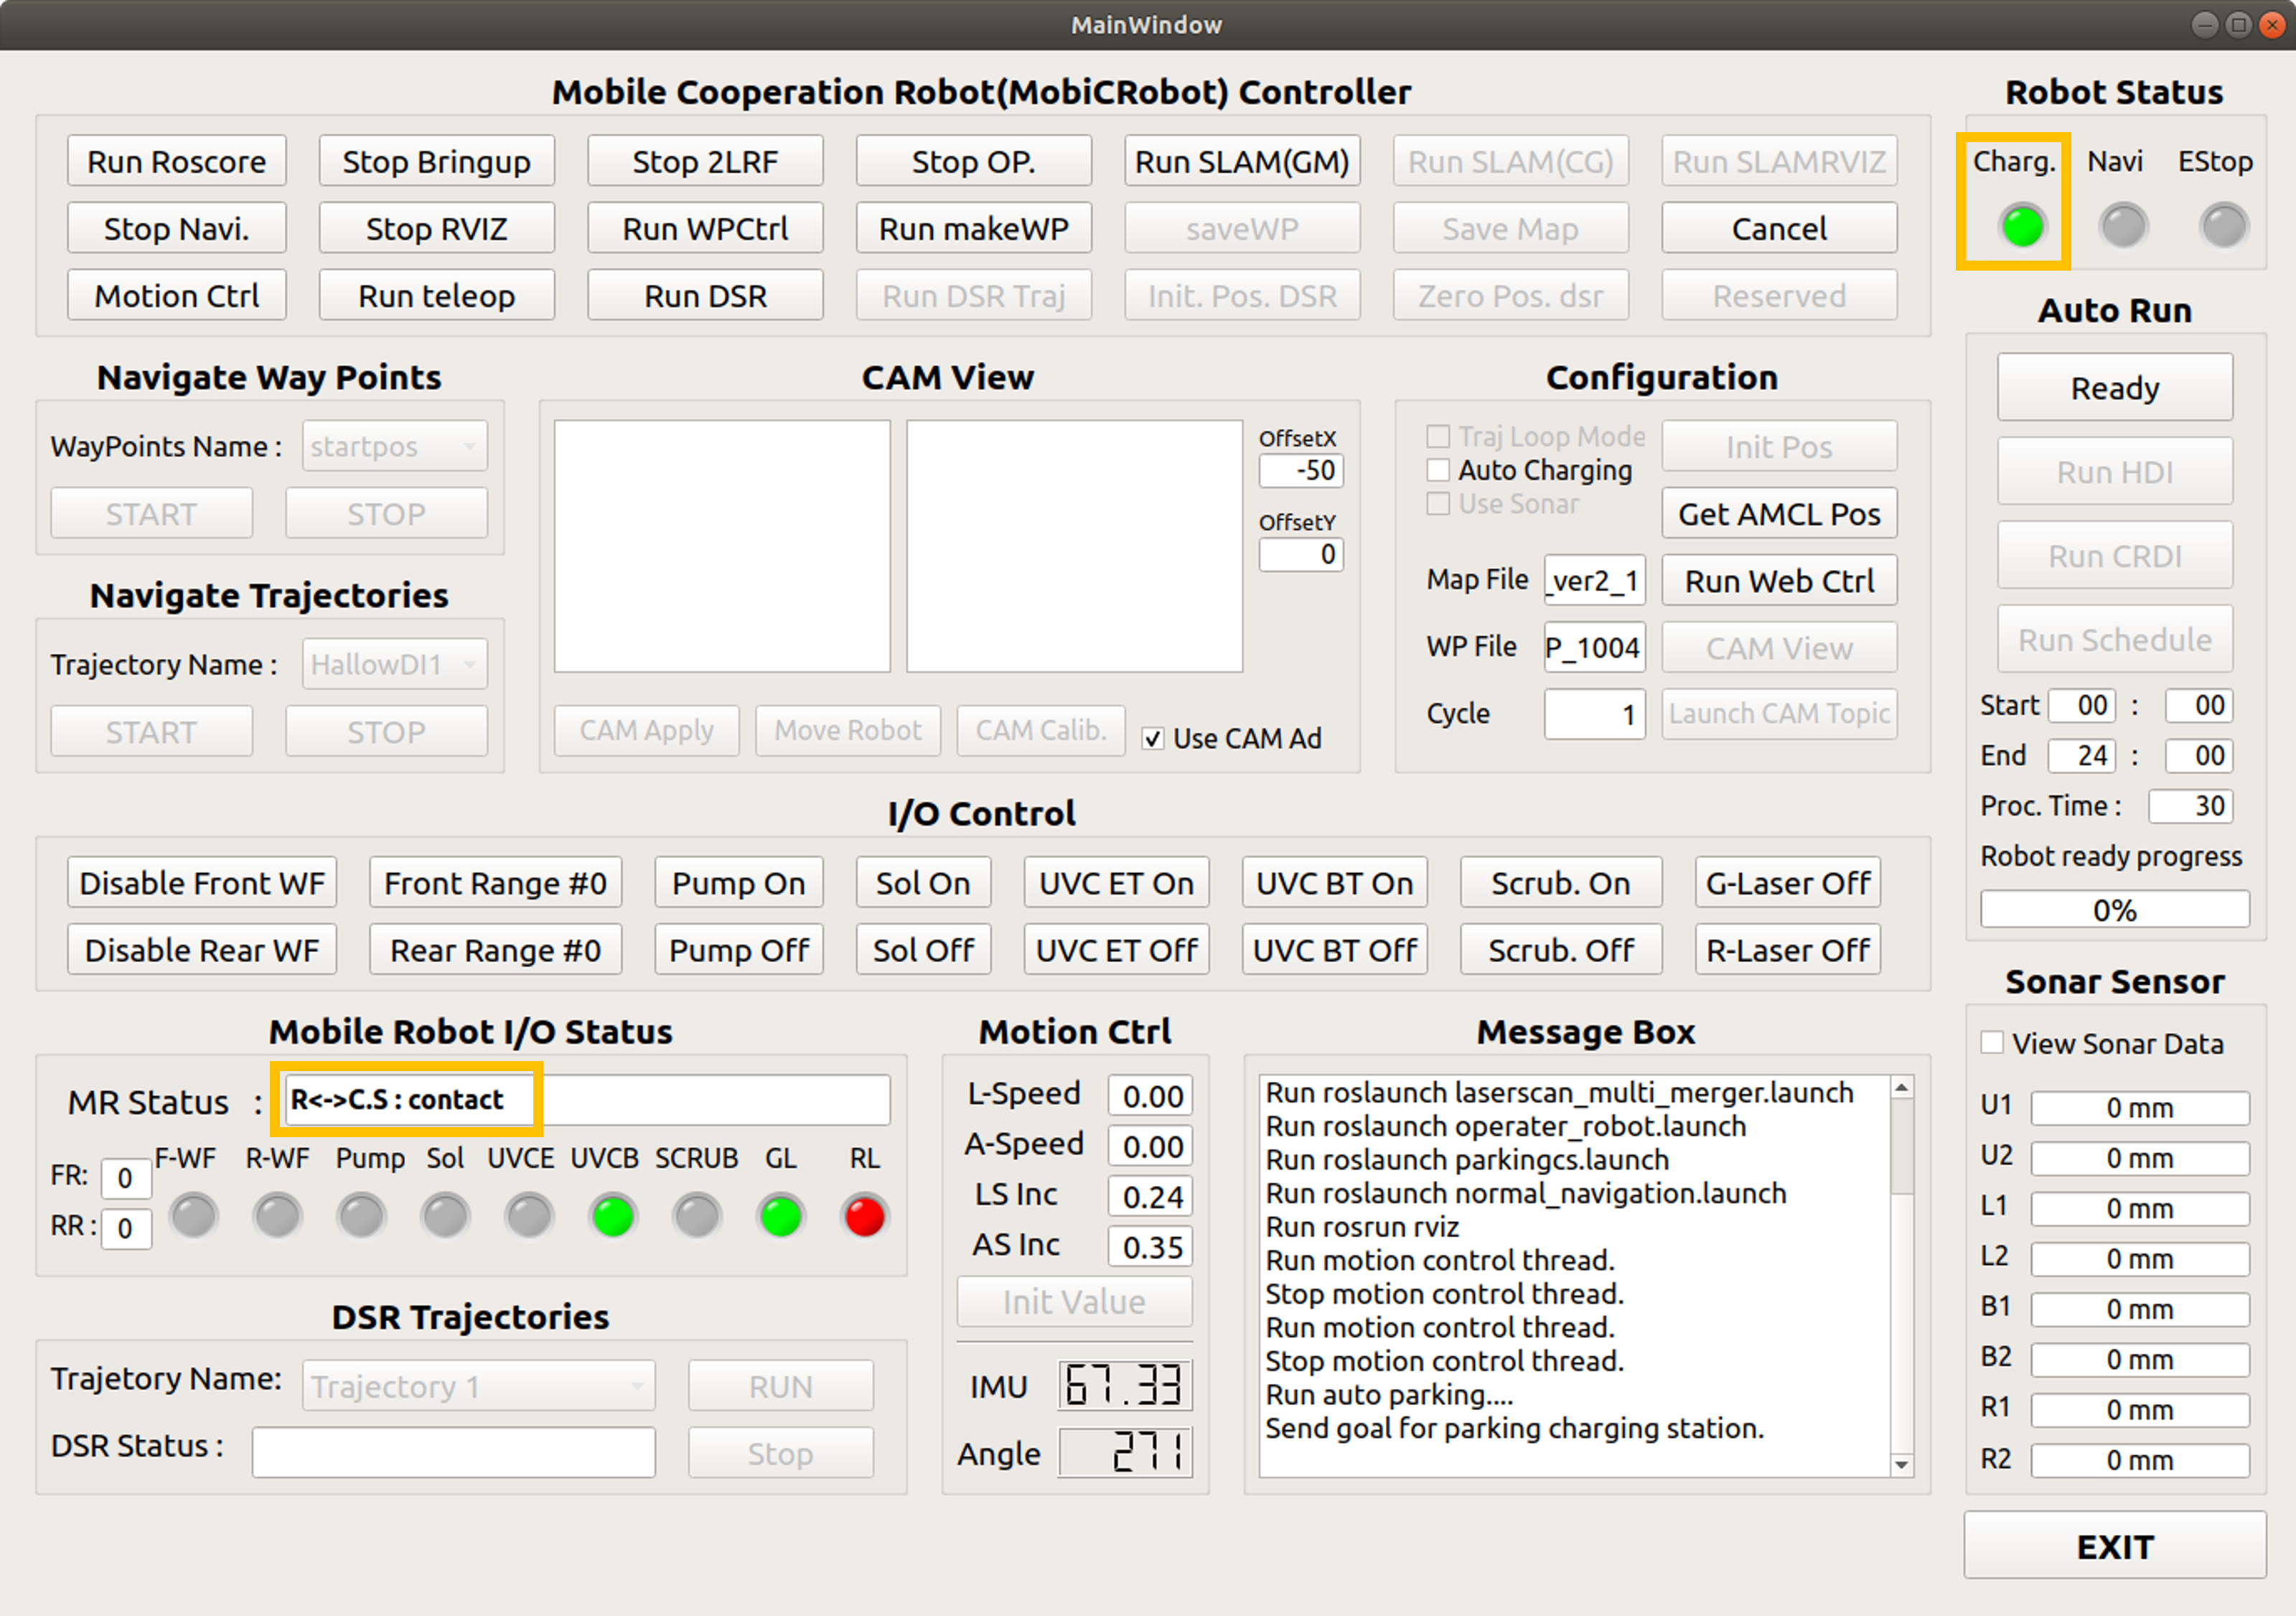 MainWindow
Mobile Cooperation Robot(MobiCRobot) Controller
Run Roscore Stop Bringup Stop 2LRF Stop OP. Run SLAM(GM) Run SLAM(CG) Run SLAMRVIZ
Stop Navi. Stop RVIZ Run WPCtrl Run makeWP saveWP Save Map Cancel
Motion Ctrl Run teleop Run DSR Run DSR Traj Init. Pos. DSR Zero Pos. dsr Reserved
Robot Status
Charg. Navi EStop
Navigate Way Points
WayPoints Name : startpos
START STOP
Navigate Trajectories
Trajectory Name : HallowDI1
START STOP
CAM View
OffsetX
-50
OffsetY
0
CAM Apply Move Robot CAM Calib. Use CAM Ad
Configuration
Traj Loop Mode Init Pos
Auto Charging
Use Sonar Get AMCL Pos
Map File _ver2_1 Run Web Ctrl
WP File P_1004 CAM View
Cycle 1 Launch CAM Topic
Auto Run
Ready
Run HDI
Run CRDI
Run Schedule
Start 00 : 00
End 24 : 00
Proc. Time : 30
Robot ready progress
0%
I/O Control
Disable Front WF Front Range #0 Pump On Sol On UVC ET On UVC BT On Scrub. On G-Laser Off
Disable Rear WF Rear Range #0 Pump Off Sol Off UVC ET Off UVC BT Off Scrub. Off R-Laser Off
Mobile Robot I/O Status
MR Status : R<->C.S : contact
F-WF R-WF Pump Sol UVCE UVCB SCRUB GL RL
FR: 0
RR : 0
DSR Trajectories
Trajetory Name: Trajectory 1 RUN
DSR Status : Stop
Motion Ctrl
L-Speed 0.00
A-Speed 0.00
LS Inc 0.24
AS Inc 0.35
Init Value
IMU 67.33
Angle 271
Message Box
Run roslaunch laserscan_multi_merger.launch
Run roslaunch operater_robot.launch
Run roslaunch parkingcs.launch
Run roslaunch normal_navigation.launch
Run rosrun rviz
Run motion control thread.
Stop motion control thread.
Run motion control thread.
Stop motion control thread.
Run auto parking....
Send goal for parking charging station.
Sonar Sensor
View Sonar Data
U1 0 mm
U2 0 mm
L1 0 mm
L2 0 mm
B1 0 mm
B2 0 mm
R1 0 mm
R2 0 mm
EXIT